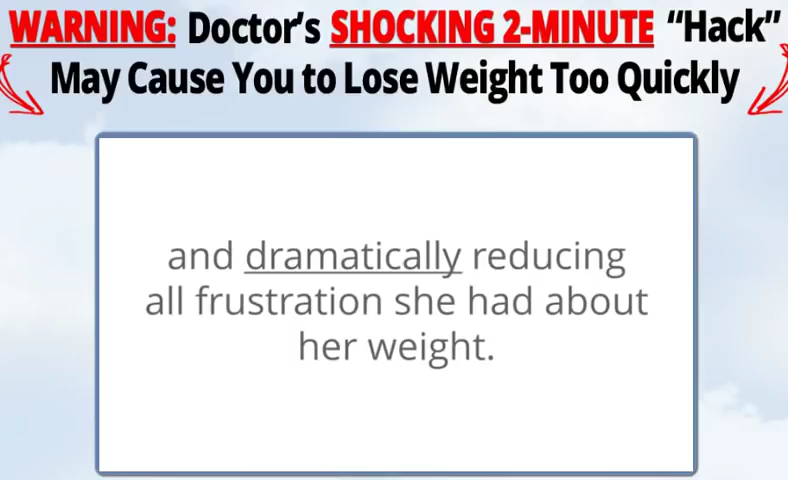 WARNING: Doctor's SHOCKING 2-MINUTE “Hack”
May Cause You to Lose Weight Too Quickly
and dramatically reducing
all frustration she had about
her weight.